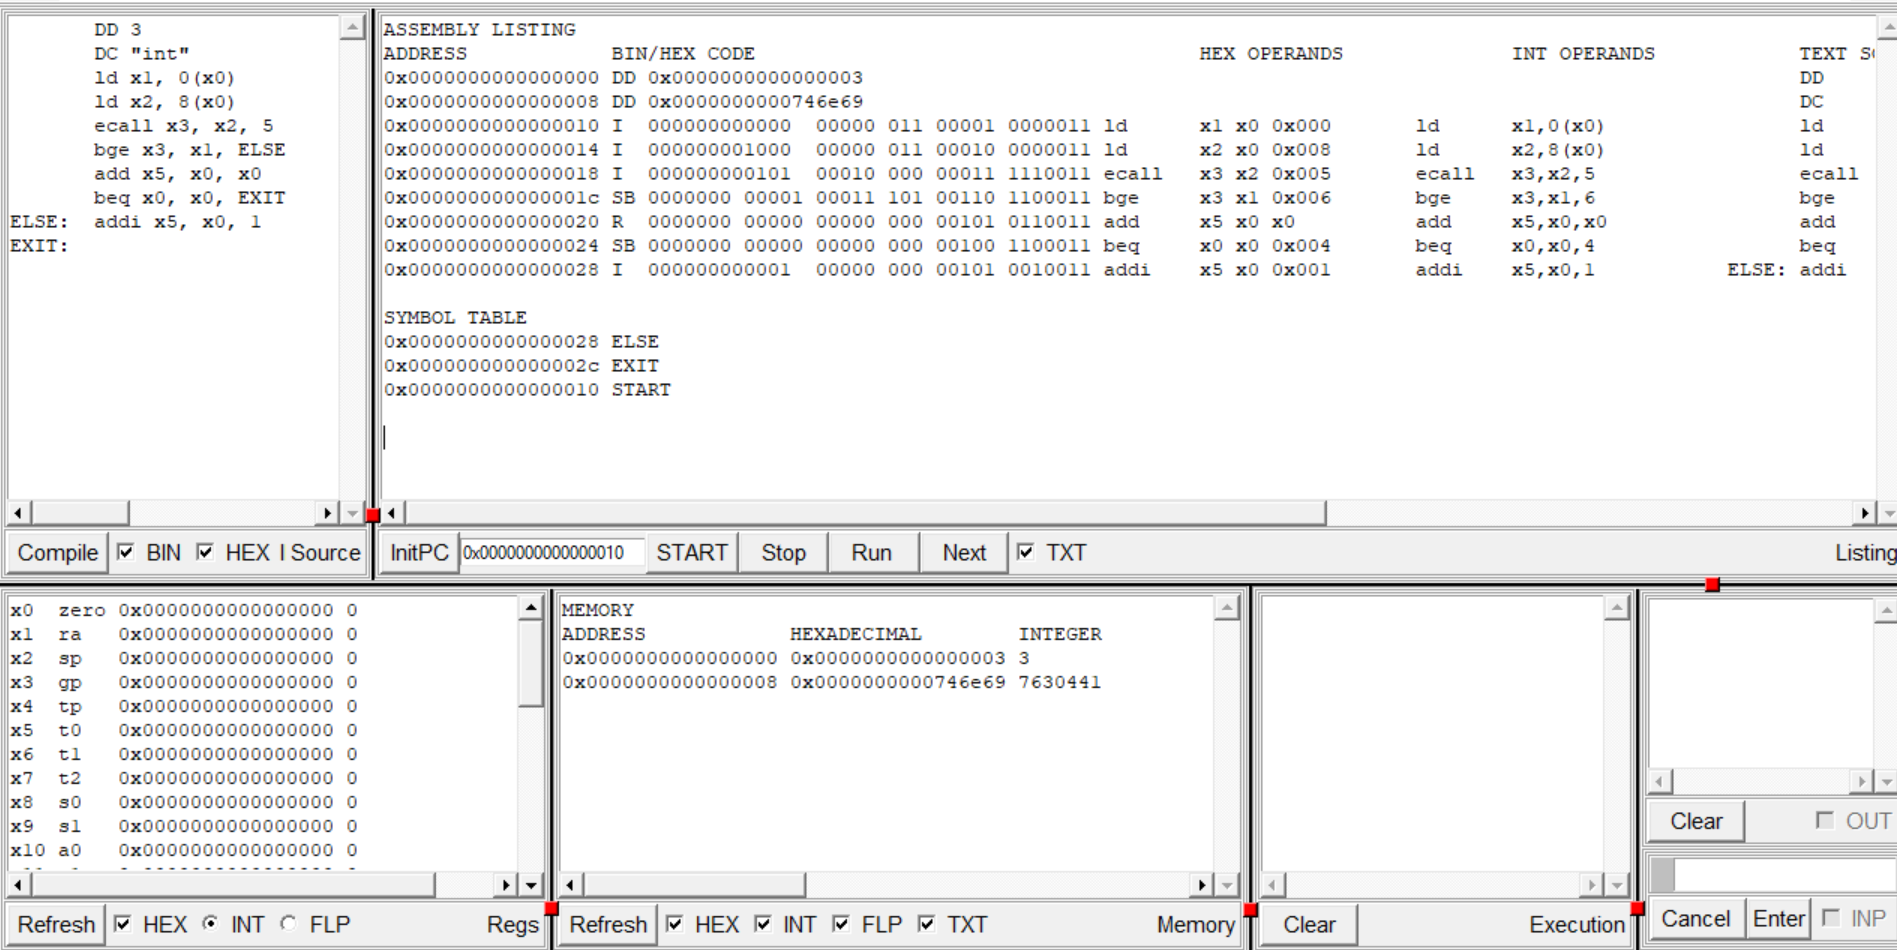 DD 3
DC "int"
ld x1, 0(x0)
ld x2, 8(x0)
ecall x3, x2, 5
bge x3, x1, ELSE
add x5, x0, x0
beq x0, x0, EXIT
ELSE: addi x5, x0, 1
EXIT:
Compile BIN HEX I Source
ASSEMBLY LISTING
ADDRESS BIN/HEX CODE HEX OPERANDS INT OPERANDS TEXT
0x0000000000000000 DD 0x0000000000000003 DD
0x0000000000000008 DD 0x0000000000746e69 DC
0x0000000000000010 I 000000000000 00000 011 00001 0000011 ld x1 x0 0x000 ld x1,0(x0) ld
0x0000000000000014 I 000000001000 00000 011 00010 0000011 ld x2 x0 0x008 ld x2,8(x0) ld
0x0000000000000018 I 000000000101 00010 000 00011 1110011 ecall x3 x2 0x005 ecall x3,x2,5 ecall
0x000000000000001c SB 0000000 00001 00011 101 00110 1100011 bge x3 x1 0x006 bge x3,x1,6 bge
0x0000000000000020 R 0000000 00000 00000 000 00101 0110011 add x5 x0 x0 add x5,x0,x0 add
0x0000000000000024 SB 0000000 00000 00000 000 00100 1100011 beq x0 x0 0x004 beq x0,x0,4 beq
0x0000000000000028 I 000000000001 00000 000 00101 0010011 addi x5 x0 0x001 addi x5,x0,1 ELSE: addi
SYMBOL TABLE
0x0000000000000028 ELSE
0x000000000000002c EXIT
0x0000000000000010 START
InitPC 0x0000000000000010 START Stop Run Next TXT Listing
x0 zero 0x0000000000000000 0
x1 ra 0x0000000000000000 0
x2 sp 0x0000000000000000 0
x3 gp 0x0000000000000000 0
x4 tp 0x0000000000000000 0
x5 t0 0x0000000000000000 0
x6 t1 0x0000000000000000 0
x7 t2 0x0000000000000000 0
x8 s0 0x0000000000000000 0
x9 s1 0x0000000000000000 0
x10 a0 0x0000000000000000 0
Refresh HEX INT FLP Regs
MEMORY
ADDRESS HEXADECIMAL INTEGER
0x0000000000000000 0x0000000000000003 3
0x0000000000000008 0x0000000000746e69 7630441
Refresh HEX INT FLP TXT Memory
Clear Execution
Clear OUT
Cancel Enter INP